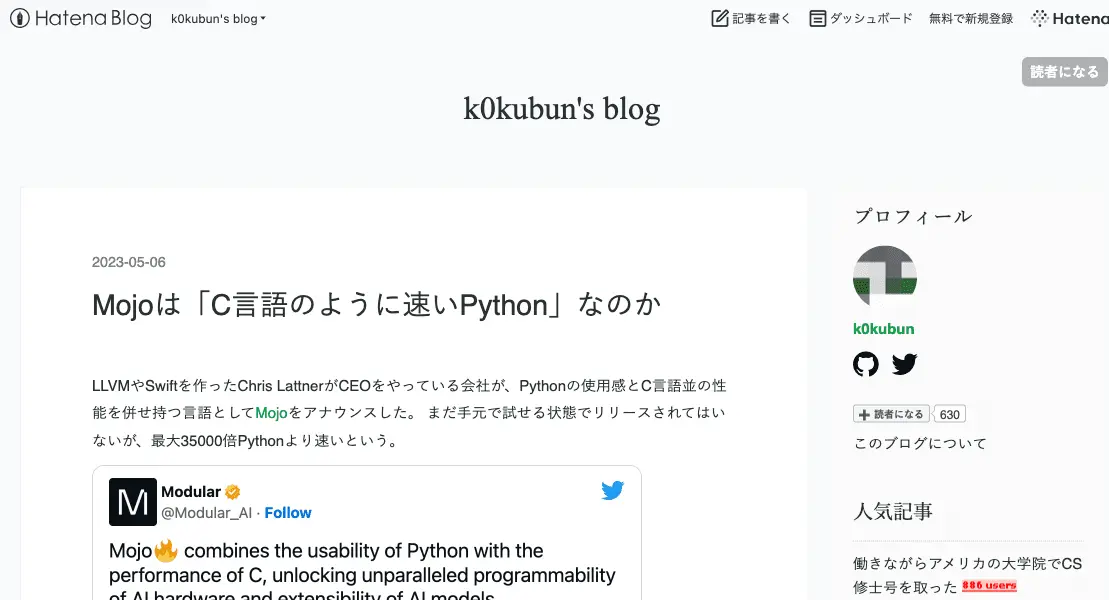 Hatena Blog
k0kubun's blog
記事を書く
ダッシュボード
無料で新規登録
Hatena
読者になる
k0kubun's blog
2023-05-06
Mojoは「C言語のように速いPython」なのか
LLVMやSwiftを作ったChris LattnerがCEOをやっている会社が、Pythonの使用感とC言語並の性
能を併せ持つ言語としてMojoをアナウンスした。 まだ手元で試せる状態でリリースされてはい
ないが、最大35000倍Pythonより速いという。
M
Modular
@Modular_AI · Follow
Mojo🔥 combines the usability of Python with the
performance of C, unlocking unparalleled programmability
of AI hardware and extensibility of AI models.
プロフィール
k0kubun
読者になる 630
このブログについて
人気記事
働きながらアメリカの大学院でCS
修士号を取った 886 users